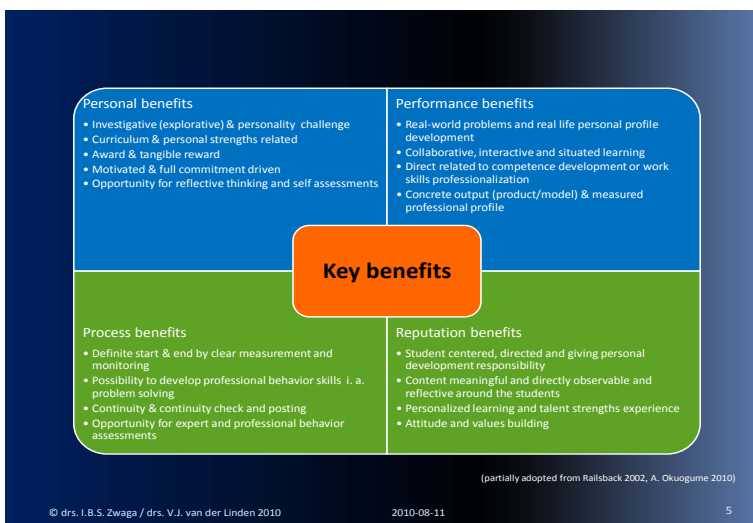 Personal benefits
• Investigative (explorative) & personality challenge
• Curriculum & personal strengths related
• Award & tangible reward
• Motivated & full commitment driven
• Opportunity for reflective thinking and self assessments
Performance benefits
• Real-world problems and real life personal profile
development
• Collaborative, interactive and situated learning
• Direct related to competence development or work
skills professionalization
• Concrete output (product/model) & measured
professional profile
Key benefits
Process benefits
• Definite start & end by clear measurement and
monitoring
• Possibility to develop professional behavior skills i. a.
problem solving
• Continuity & continuity check and posting
• Opportunity for expert and professional behavior
assessments
Reputation benefits
• Student centered, directed and giving personal
development responsibility
• Content meaningful and directly observable and
reflective around the students
• Personalized learning and talent strengths experience
• Attitude and values building
(partially adopted from Railsback 2002, A. Okuogume 2010)
© drs. I.B.S. Zwaga / drs. V.J. van der Linden 2010
2010-08-11
5